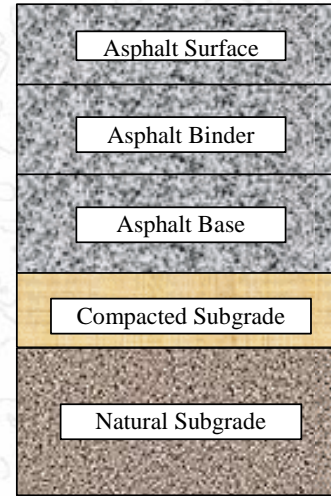 Asphalt Surface
Asphalt Binder
Asphalt Base
Compacted Subgrade
Natural Subgrade